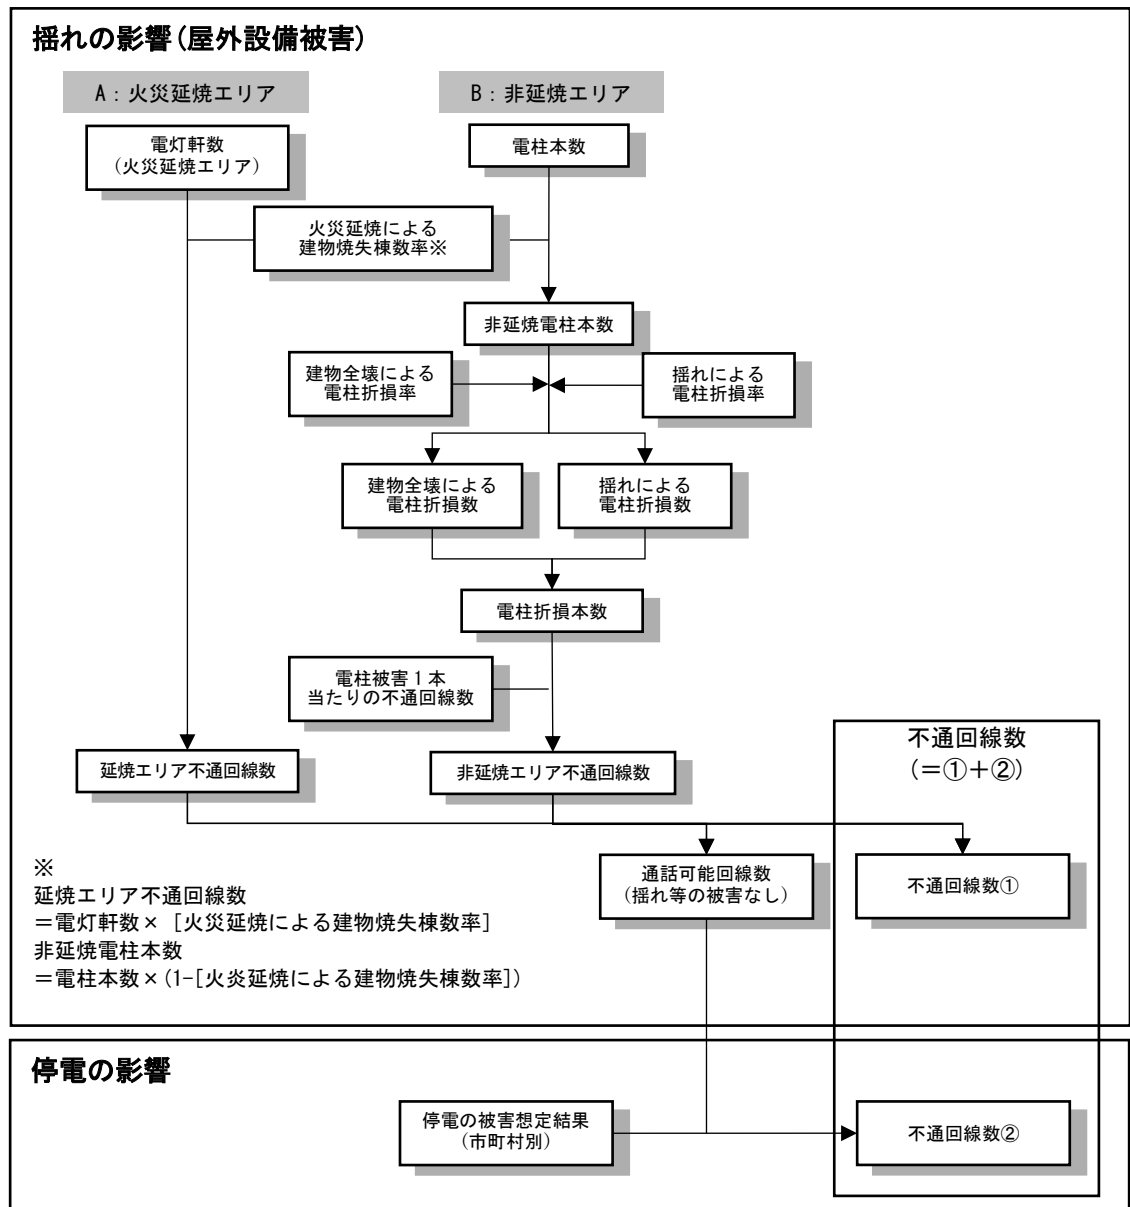 揺れの影響(屋外設備被害)
A：火災延焼エリア
B：非延焼エリア
電灯軒数
(火災延焼エリア)
電柱本数
火災延焼による
建物焼失棟数率※
非延焼電柱本数
建物全壊による
電柱折損率
揺れによる
電柱折損率
建物全壊による
電柱折損数
揺れによる
電柱折損数
電柱折損本数
電柱被害１本
当たりの不通回線数
延焼エリア不通回線数
非延焼エリア不通回線数
不通回線数
(＝①＋②)
通話可能回線数
(揺れ等の被害なし)
不通回線数①
※
延焼エリア不通回線数
＝電灯軒数×［火災延焼による建物焼失棟数率］
非延焼電柱本数
＝電柱本数×(1-[火炎延焼による建物焼失棟数率])
停電の影響
停電の被害想定結果
(市町村別)
不通回線数②